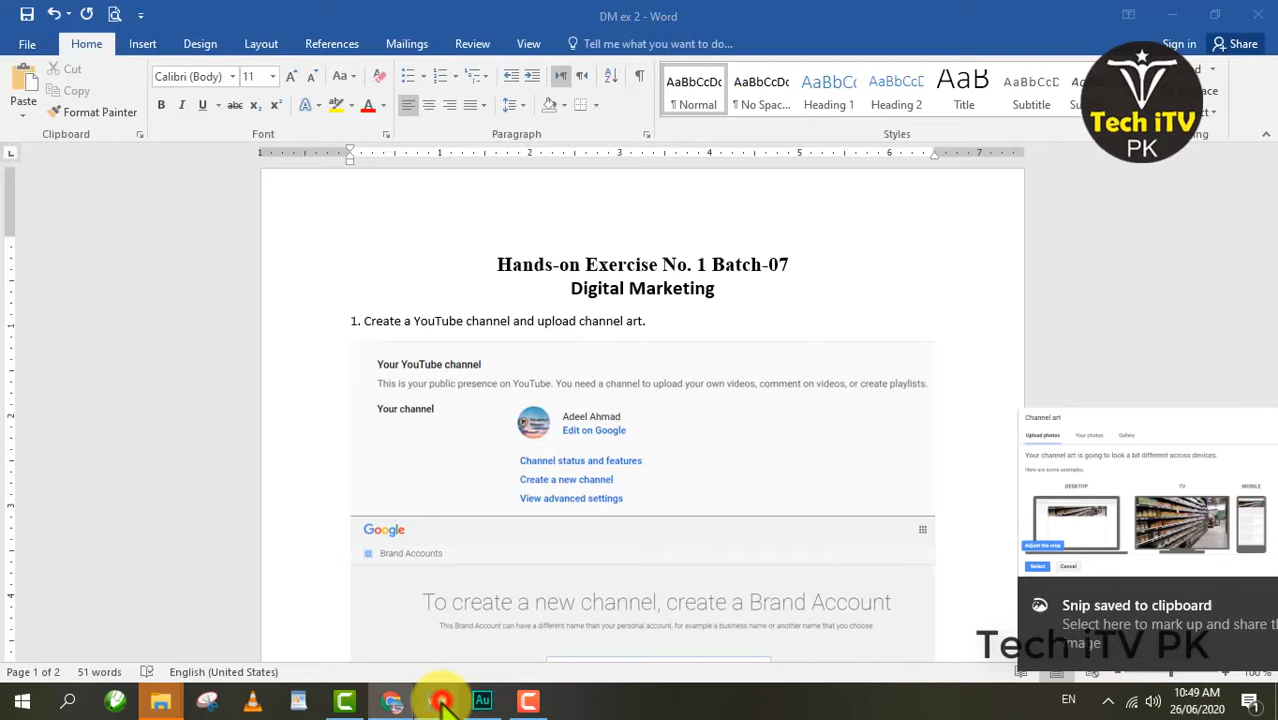 DM ex 2 - Word
File Home Insert Design Layout References Mailings Review View Help Tell me what you want to do... Sign in Share
Paste Cut Copy Format Painter
Calibri (Body) 11
AaBbCcDc AaBbCcDc AaBbCc AaBbCcD AaB AaBbCcD
¶ Normal ¶ No Spac... Heading 1 Heading 2 Title Subtitle
Clipboard Font Paragraph Styles
Tech iTV
PK
Hands-on Exercise No. 1 Batch-07
Digital Marketing
1. Create a YouTube channel and upload channel art.
Your YouTube channel
This is your public presence on YouTube. You need a channel to upload your own videos, comment on videos, or create playlists.
Your channel
Adeel Ahmad
Edit on Google
Channel status and features
Create a new channel
View advanced settings
Google
Brand Accounts
To create a new channel, create a Brand Account
This Brand Account can have a different name than your personal account, for example a business name or another name that you choose.
Channel art
Upload photos Your photos Gallery
Your channel art is going to look a bit different across devices.
Here are some examples.
DESKTOP TV MOBILE
Adjust the crop
Select Cancel
Snip saved to clipboard
Select here to mark up and share th
image
Tech iTV PK
Page 1 of 2 51 words English (United States) 100%
EN 10:49 AM
26/06/2020